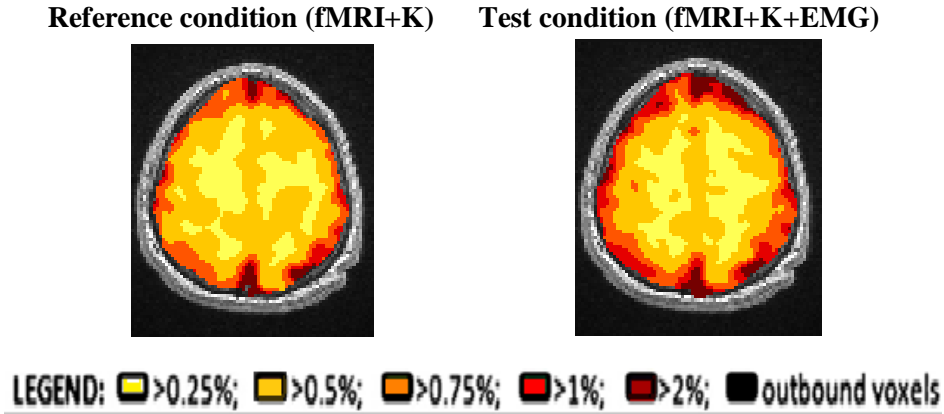 Reference condition (fMRI+K) Test condition (fMRI+K+EMG)
LEGEND: >0.25%; >0.5%; >0.75%; >1%; >2%; outbound voxels